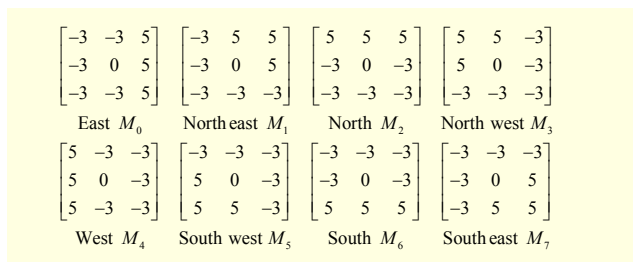 -3 -3 5 -3 5 5 5 5 5 5 5 -3
-3 0 5 -3 0 5 -3 0 -3 5 0 -3
-3 -3 5 -3 -3 -3 -3 -3 -3 -3 -3 -3
East M₀ North east M₁ North M₂ North west M₃
5 -3 -3 -3 -3 -3 -3 -3 -3 -3 -3 -3
5 0 -3 5 0 -3 -3 0 -3 -3 0 5
5 -3 -3 5 5 -3 5 5 5 -3 5 5
West M₄ South west M₅ South M₆ South east M₇